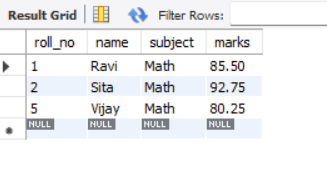 Result Grid Filter Rows:
roll_no name subject marks
1 Ravi Math 85.50
2 Sita Math 92.75
5 Vijay Math 80.25
NULL NULL NULL NULL